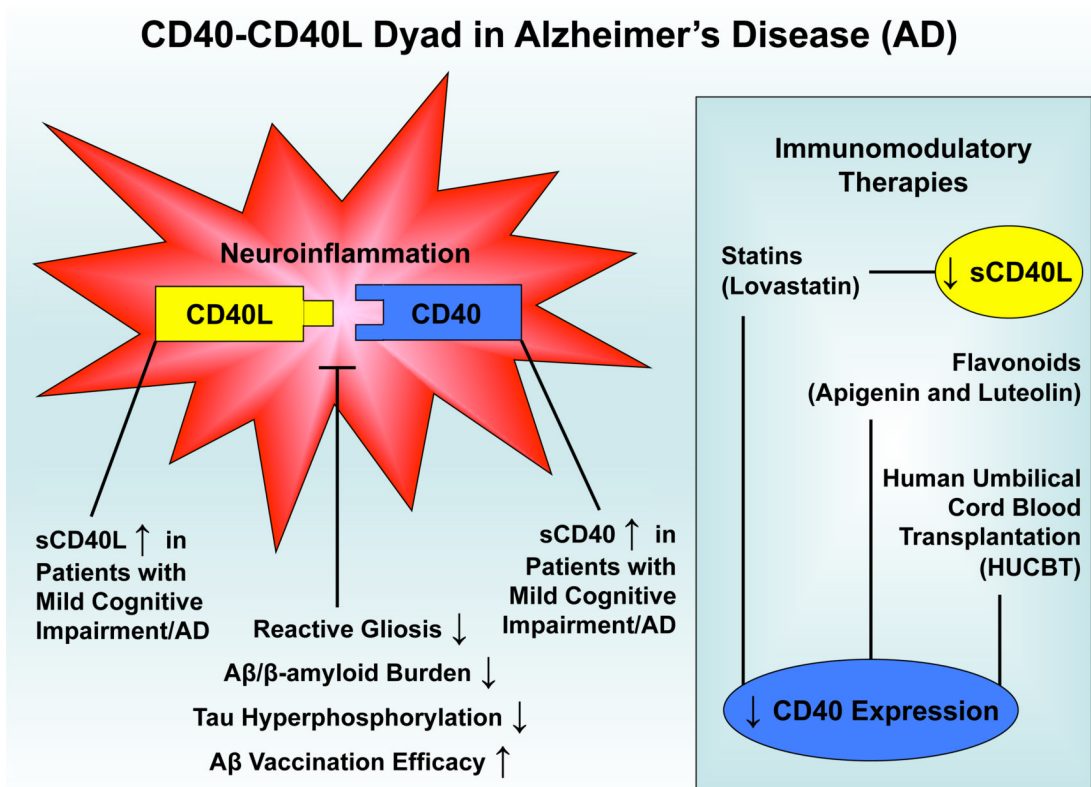 CD40-CD40L Dyad in Alzheimer's Disease (AD)
Neuroinflammation
CD40L
CD40
sCD40L ↑ in
Patients with
Mild Cognitive
Impairment/AD
sCD40 ↑ in
Patients with
Mild Cognitive
Impairment/AD
Reactive Gliosis ↓
Aβ/β-amyloid Burden ↓
Tau Hyperphosphorylation ↓
Aβ Vaccination Efficacy ↑
Immunomodulatory
Therapies
Statins
(Lovastatin)
↓ sCD40L
Flavonoids
(Apigenin and Luteolin)
Human Umbilical
Cord Blood
Transplantation
(HUCBT)
↓ CD40 Expression